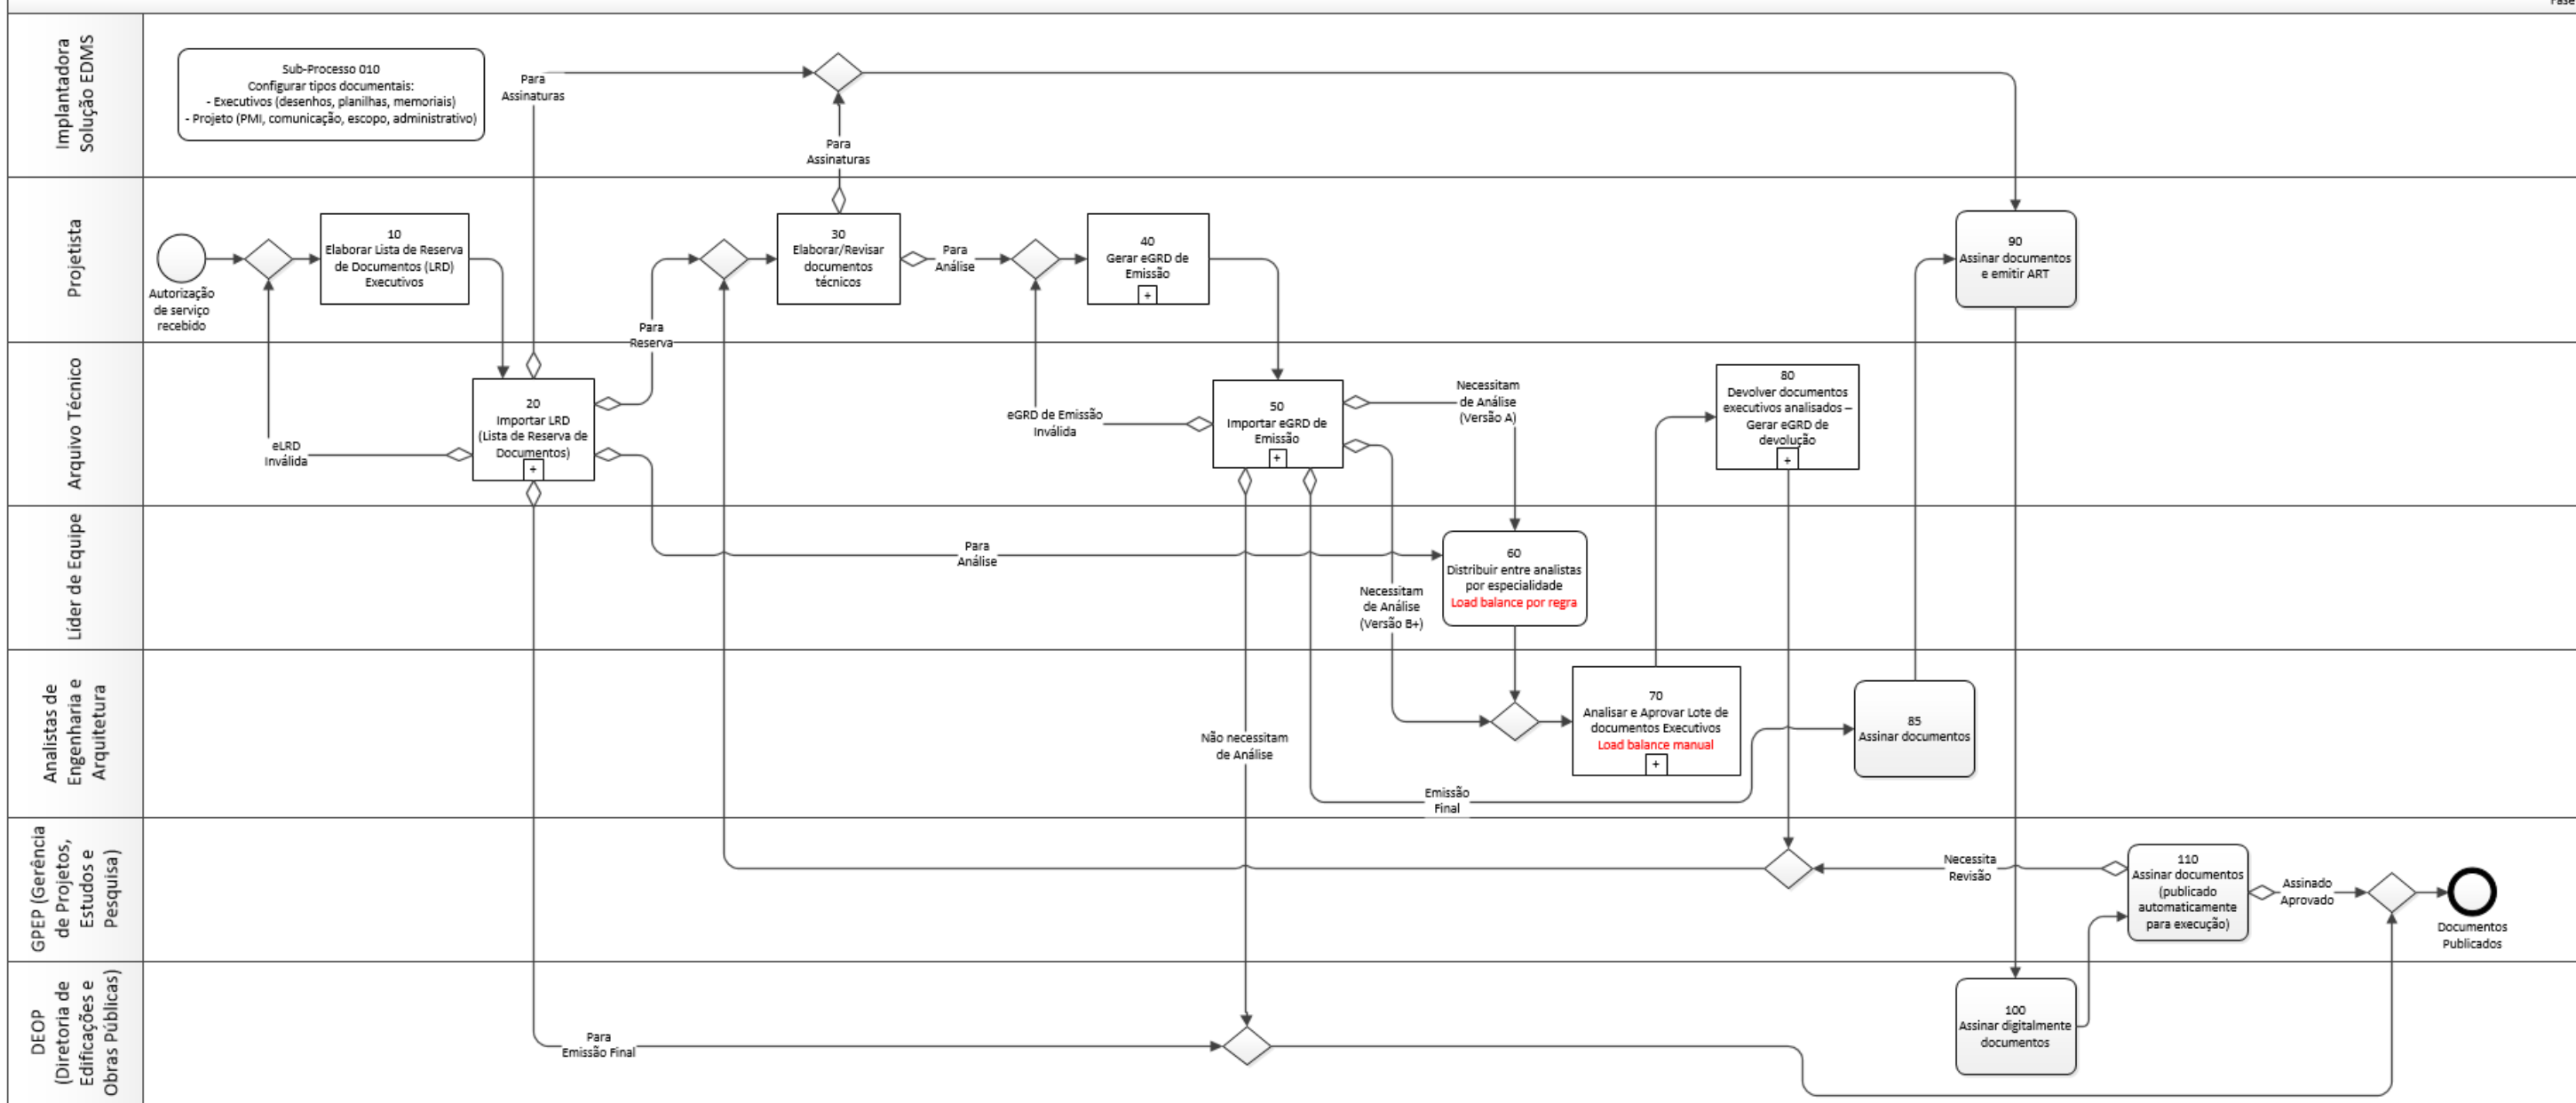 Fase
Implantadora
Solução EDMS
Sub-Processo 010
Configurar tipos documentais:
- Executivos (desenhos, planilhas, memoriais)
- Projeto (PMI, comunicação, escopo, administrativo)
Para
Assinaturas
Para
Assinaturas
Projetista
Autorização
de serviço
recebido
10
Elaborar Lista de Reserva
de Documentos (LRD)
Executivos
Para
Reserva
30
Elaborar/Revisar
documentos
técnicos
Para
Análise
40
Gerar eGRD de
Emissão
+
90
Assinar documentos
e emitir ART
Arquivo Técnico
eLRD
Inválida
20
Importar LRD
(Lista de Reserva de
Documentos)
+
eGRD de Emissão
Inválida
50
Importar eGRD de
Emissão
+
Necessitam
de Análise
(Versão A)
80
Devolver documentos
executivos analisados –
Gerar eGRD de
devolução
+
Líder de Equipe
Para
Análise
Necessitam
de Análise
(Versão B+)
60
Distribuir entre analistas
por especialidade
Load balance por regra
Analistas de
Engenharia e
Arquitetura
Não necessitam
de Análise
Emissão
Final
70
Analisar e Aprovar Lote de
documentos Executivos
Load balance manual
+
85
Assinar documentos
GPEP (Gerência
de Projetos,
Estudos e
Pesquisa)
Necessita
Revisão
110
Assinar documentos
(publicado
automaticamente
para execução)
Assinado
Aprovado
Documentos
Publicados
DEOP
(Diretoria de
Edificações e
Obras Públicas)
Para
Emissão Final
100
Assinar digitalmente
documentos